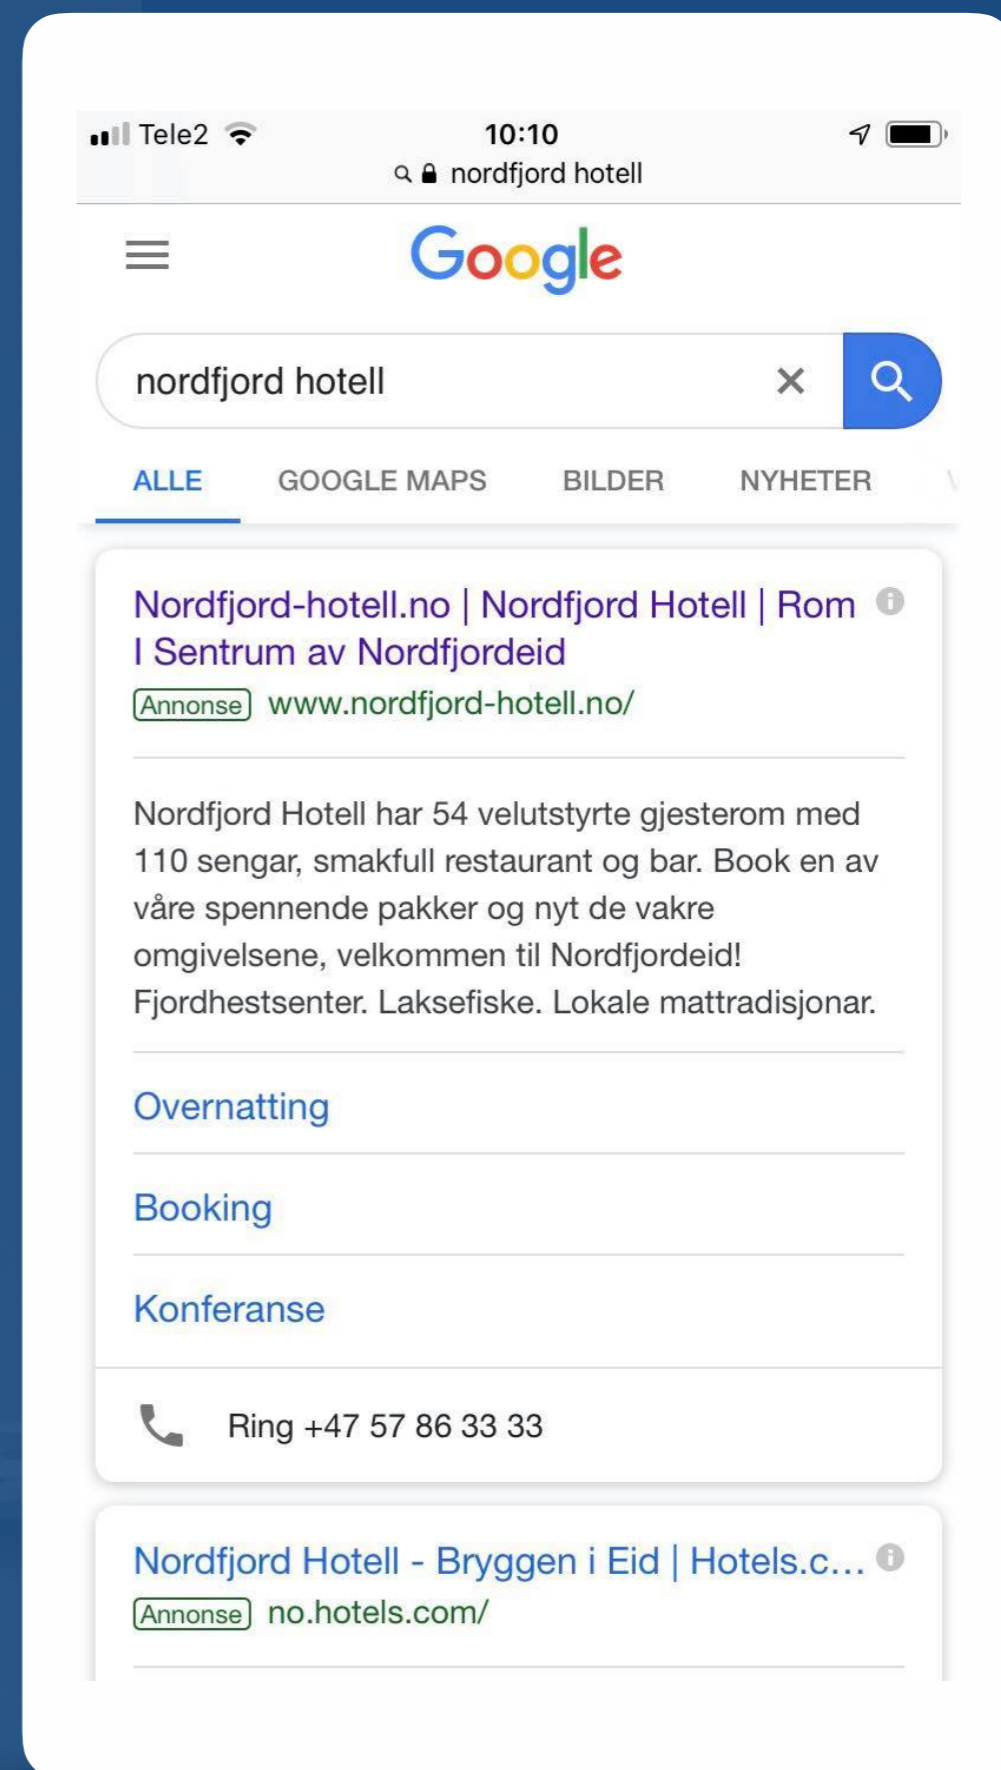 Tele2
10:10
nordfjord hotell
Google
nordfjord hotell
ALLE GOOGLE MAPS BILDER NYHETER
Nordfjord-hotell.no | Nordfjord Hotell | Rom
I Sentrum av Nordfjordeid
Annonse www.nordfjord-hotell.no/
Nordfjord Hotell har 54 velutstyrte gjesterom med
110 sengar, smakfull restaurant og bar. Book en av
våre spennende pakker og nyt de vakre
omgivelsene, velkommen til Nordfjordeid!
Fjordhestsenter. Laksefiske. Lokale mattradisjonar.
Overnatting
Booking
Konferanse
Ring +47 57 86 33 33
Nordfjord Hotell - Bryggen i Eid | Hotels.c...
Annonse no.hotels.com/